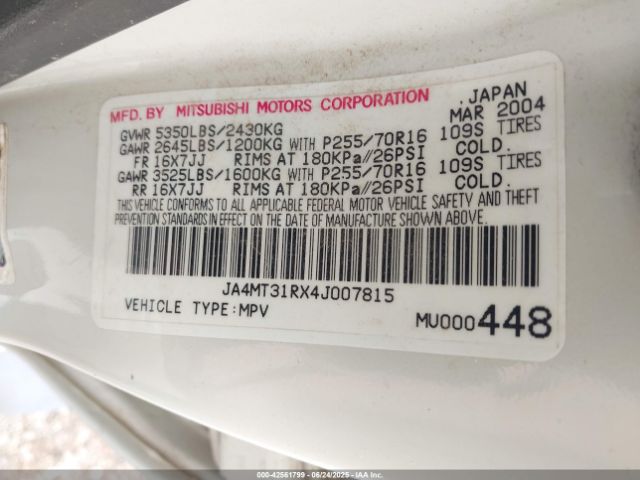 MFD. BY MITSUBISHI MOTORS CORPORATION .JAPAN
GVWR 5350LBS/2430KG MAR 2004
GAWR 2645LBS/1200KG WITH P255/70R16 109S TIRES
FR 16X7JJ RIMS AT 180KPa//26PSI COLD.
GAWR 3525LBS/1600KG WITH P255/70R16 109S TIRES
RR 16X7JJ RIMS AT 180KPa//26PSI COLD.
THIS VEHICLE CONFORMS TO ALL APPLICABLE FEDERAL MOTOR VEHICLE SAFETY AND THEFT
PREVENTION STANDARDS IN EFFECT ON THE DATE OF MANUFACTURE SHOWN ABOVE.
JA4MT31RX4J007815
VEHICLE TYPE:MPV MU000448
000-42561799 - 06/24/2025 - COPYRIGHT IAA, LLC.